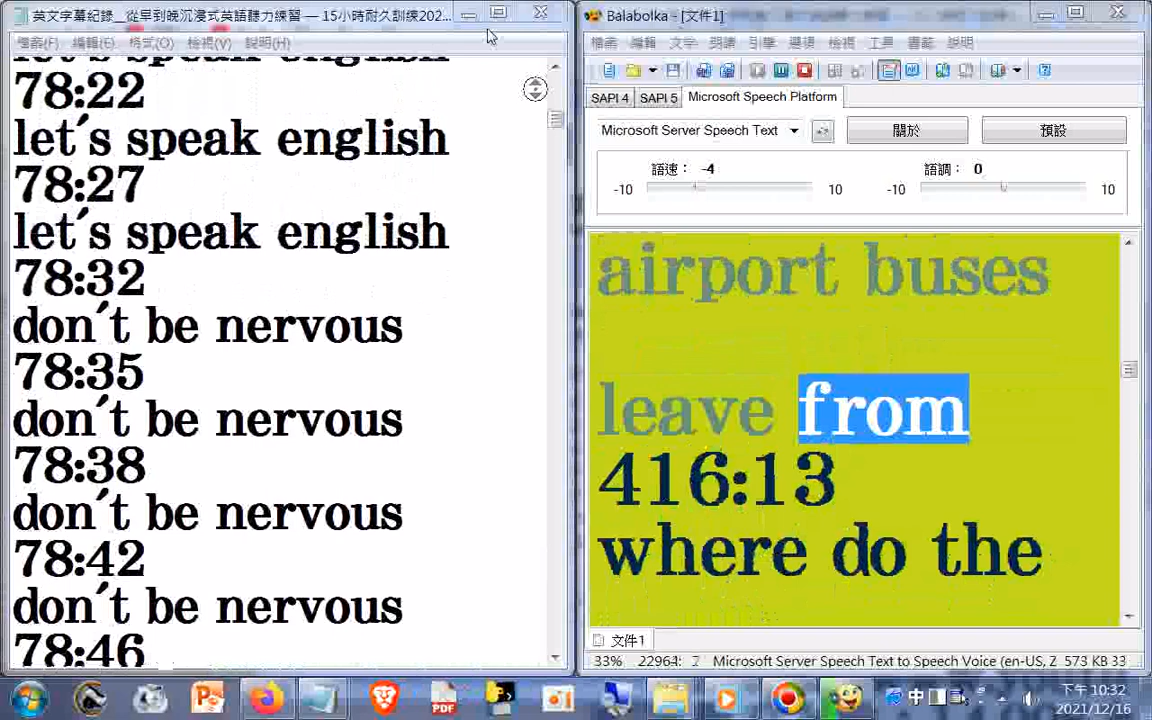 英文字幕紀錄__從早到晚沉浸式英語聽力練習 — 15小時耐久訓練202...
檔案(F) 編輯(E) 格式(O) 檢視(V) 說明(H)
let's speak english
78:22
let's speak english
78:27
let's speak english
78:32
don't be nervous
78:35
don't be nervous
78:38
don't be nervous
78:42
don't be nervous
78:46
Balabolka - [文件1]
檔案 編輯 文字 朗讀 引擎 選項 檢視 工具 書籤 說明
SAPI 4 SAPI 5 Microsoft Speech Platform
Microsoft Server Speech Text 關於 預設
語速： -4 語調： 0
-10 10 -10 10
airport buses
leave from
416:13
where do the
文件1
33% Microsoft Server Speech Text to Speech Voice (en-US, Z 573 KB 33
中
下午 10:32
2021/12/16